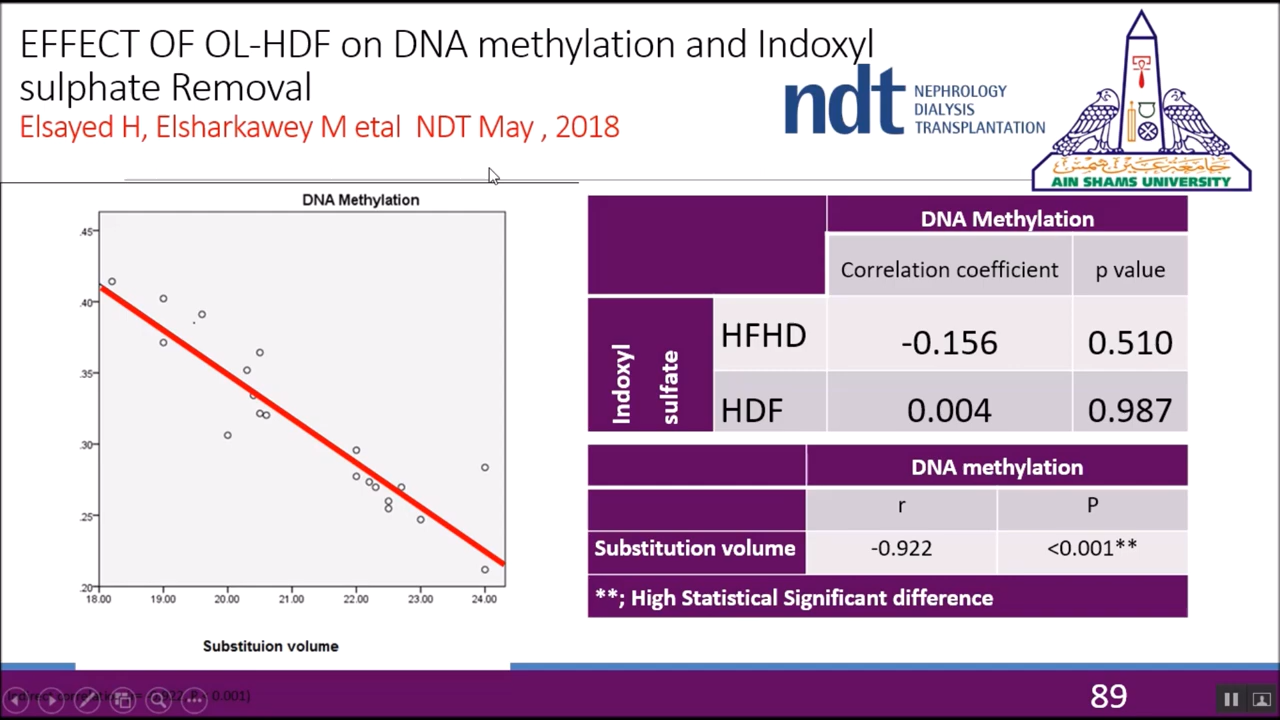 EFFECT OF OL-HDF on DNA methylation and Indoxyl
sulphate Removal
Elsayed H, Elsharkawey M etal NDT May , 2018
ndt NEPHROLOGY
DIALYSIS
TRANSPLANTATION
جامعة عين شمس
AIN SHAMS UNIVERSITY
DNA Methylation
.45
.40
.35
.30
.25
.20
18.00 19.00 20.00 21.00 22.00 23.00 24.00
Substituion volume
DNA Methylation
Correlation coefficient p value
Indoxyl
sulfate
HFHD -0.156 0.510
HDF 0.004 0.987
DNA methylation
r P
Substitution volume -0.922 <0.001**
**; High Statistical Significant difference
89